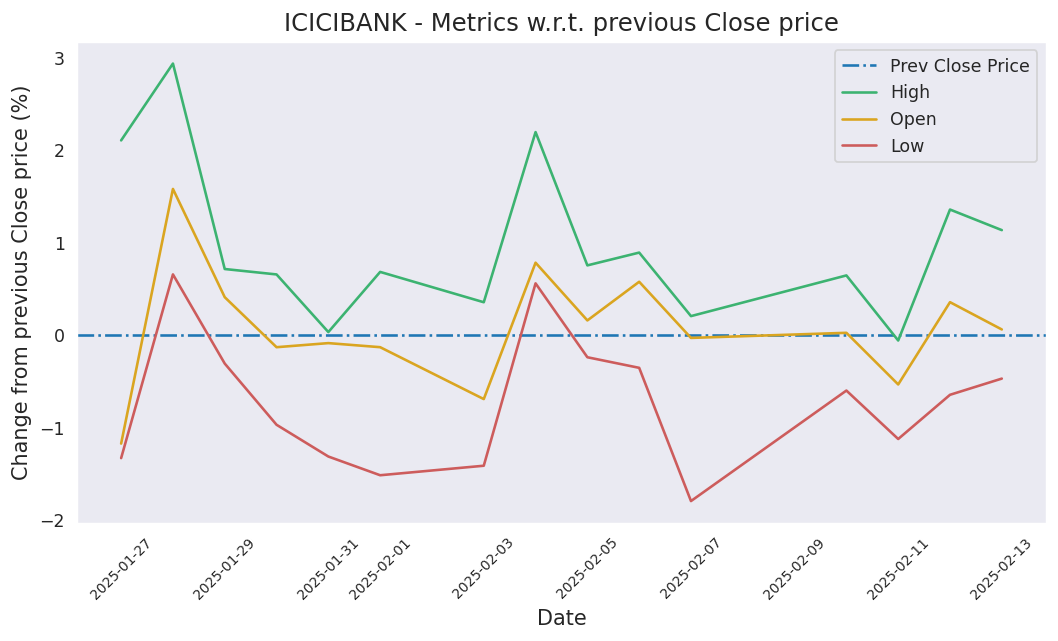 ICICIBANK - Metrics w.r.t. previous Close price
Change from previous Close price (%)
3
2
1
0
−1
−2
Prev Close Price
High
Open
Low
2025-01-27
2025-01-29
2025-01-31
2025-02-01
2025-02-03
2025-02-05
2025-02-07
2025-02-09
2025-02-11
2025-02-13
Date